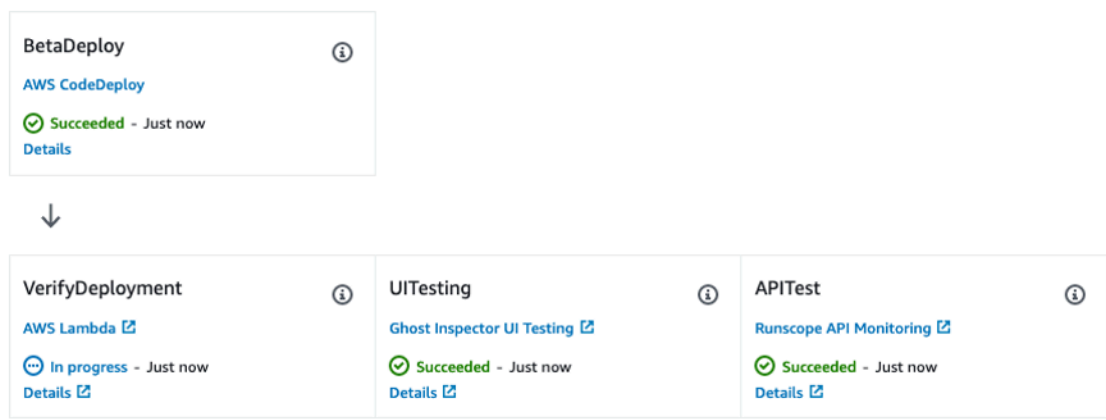 BetaDeploy
AWS CodeDeploy
Succeeded - Just now
Details
VerifyDeployment
AWS Lambda
In progress - Just now
Details
UITesting
Ghost Inspector UI Testing
Succeeded - Just now
Details
APITest
Runscope API Monitoring
Succeeded - Just now
Details